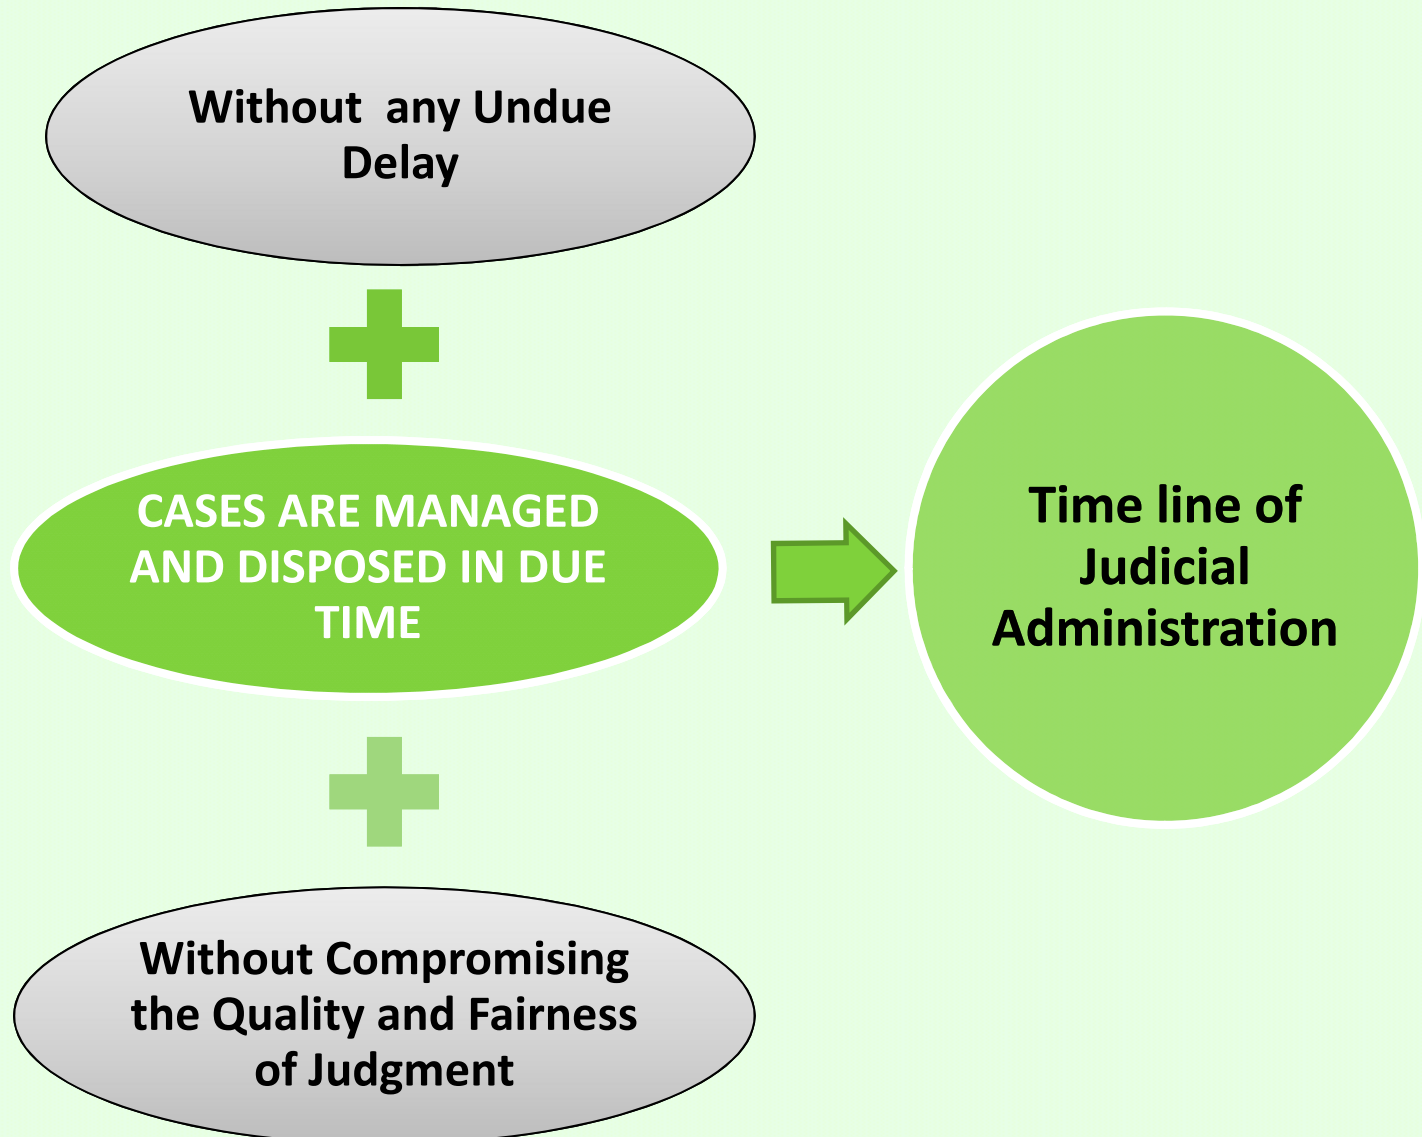 Without  any Undue
Delay
CASES ARE MANAGED
AND DISPOSED IN DUE
TIME
Time line of
Judicial
Administration
Without Compromising
the Quality and Fairness
of Judgment